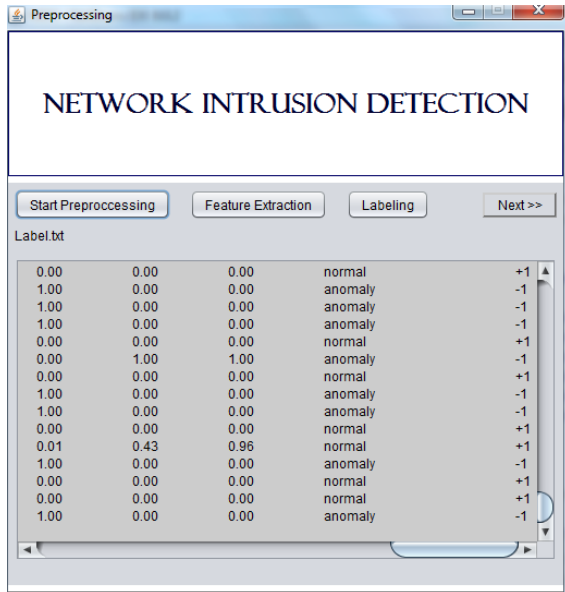 Preprocessing
NETWORK INTRUSION DETECTION
Start Preproccessing Feature Extraction Labeling Next >>
Label.txt
0.00 0.00 0.00 normal +1
1.00 0.00 0.00 anomaly -1
1.00 0.00 0.00 anomaly -1
1.00 0.00 0.00 anomaly -1
0.00 0.00 0.00 normal +1
0.00 1.00 1.00 anomaly -1
0.00 0.00 0.00 normal +1
1.00 0.00 0.00 anomaly -1
1.00 0.00 0.00 anomaly -1
0.00 0.00 0.00 normal +1
0.01 0.43 0.96 normal +1
1.00 0.00 0.00 anomaly -1
0.00 0.00 0.00 normal +1
0.00 0.00 0.00 normal +1
1.00 0.00 0.00 anomaly -1